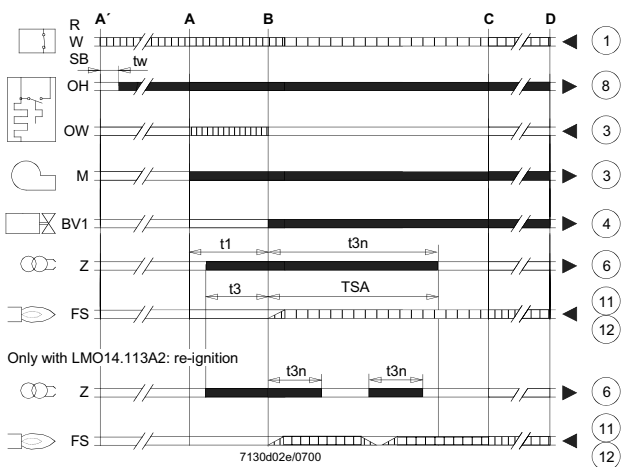 A´ A B C D
R
W 1
SB tw
OH 8
OW 3
M 3
BV1 4
t1 t3n
Z 6
t3 TSA
FS 11
12
Only with LMO14.113A2: re-ignition
t3n t3n
Z 6
FS 11
12
7130d02e/0700